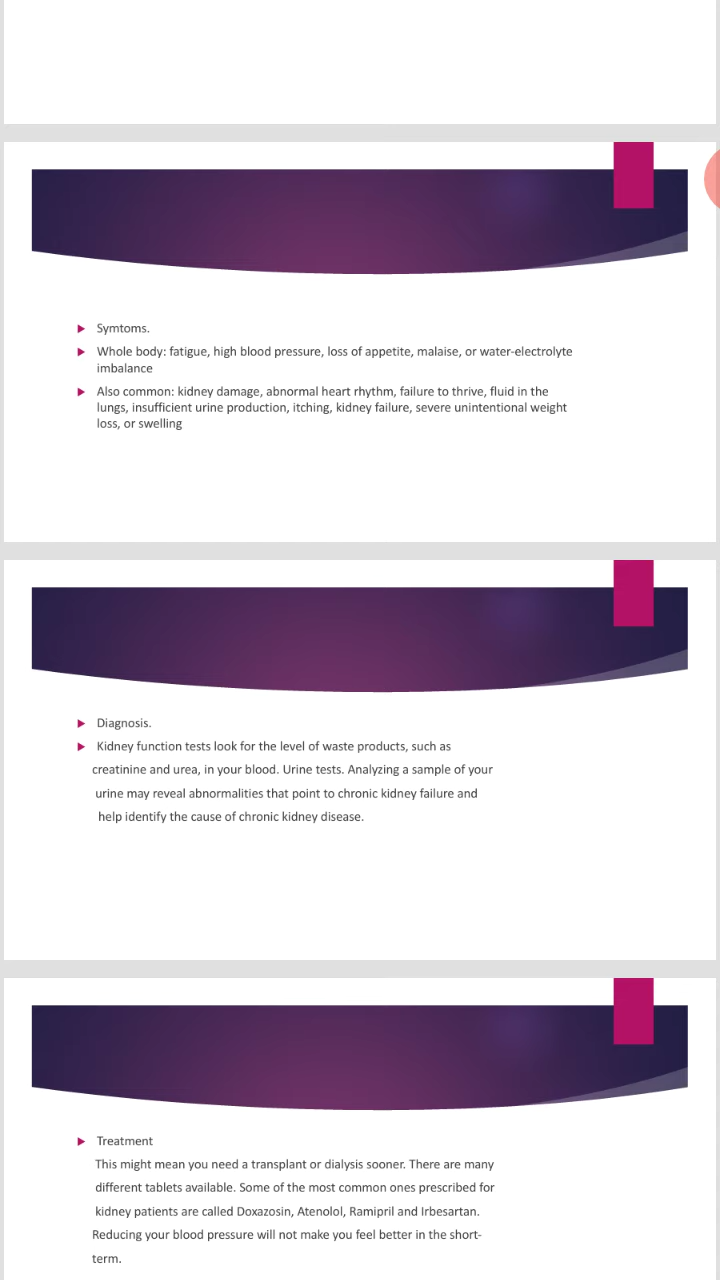 Symtoms.
Whole body: fatigue, high blood pressure, loss of appetite, malaise, or water-electrolyte
imbalance
Also common: kidney damage, abnormal heart rhythm, failure to thrive, fluid in the
lungs, insufficient urine production, itching, kidney failure, severe unintentional weight
loss, or swelling
Diagnosis.
Kidney function tests look for the level of waste products, such as
creatinine and urea, in your blood. Urine tests. Analyzing a sample of your
urine may reveal abnormalities that point to chronic kidney failure and
help identify the cause of chronic kidney disease.
Treatment
This might mean you need a transplant or dialysis sooner. There are many
different tablets available. Some of the most common ones prescribed for
kidney patients are called Doxazosin, Atenolol, Ramipril and Irbesartan.
Reducing your blood pressure will not make you feel better in the short-
term.